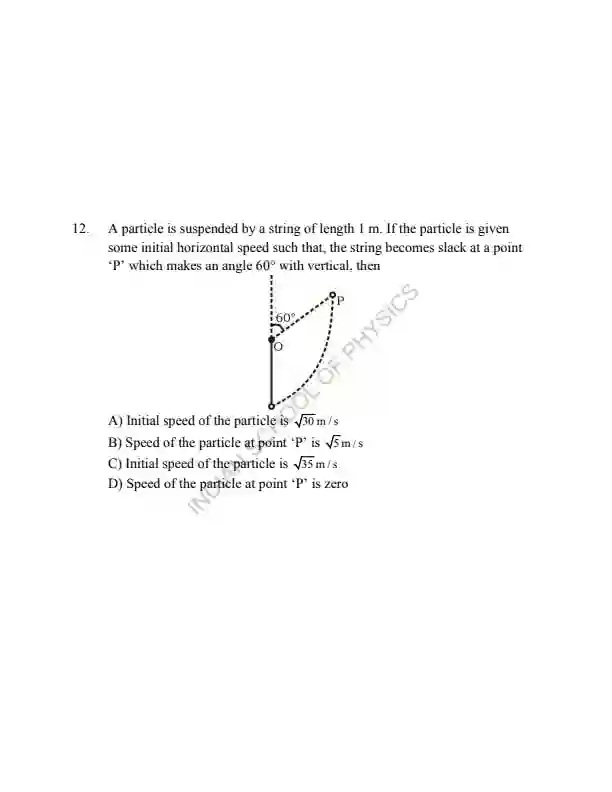 12. A particle is suspended by a string of length 1 m. If the particle is given
some initial horizontal speed such that, the string becomes slack at a point
‘P’ which makes an angle 60° with vertical, then
60°
P
O
A) Initial speed of the particle is √30 m / s
B) Speed of the particle at point ‘P’ is √5 m / s
C) Initial speed of the particle is √35 m / s
D) Speed of the particle at point ‘P’ is zero
INDIAN SCHOOL OF PHYSICS